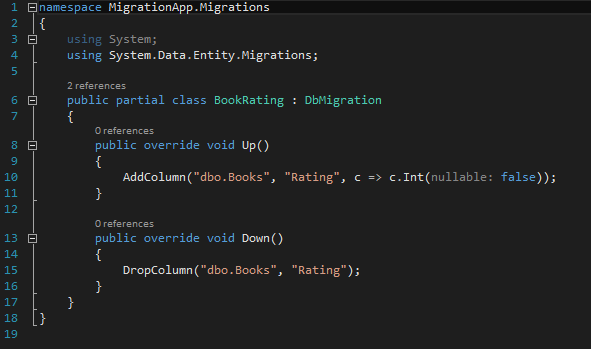 1 namespace MigrationApp.Migrations
2 {
3 using System;
4 using System.Data.Entity.Migrations;
5
2 references
6 public partial class BookRating : DbMigration
7 {
0 references
8 public override void Up()
9 {
10 AddColumn("dbo.Books", "Rating", c => c.Int(nullable: false));
11 }
12
0 references
13 public override void Down()
14 {
15 DropColumn("dbo.Books", "Rating");
16 }
17 }
18 }
19